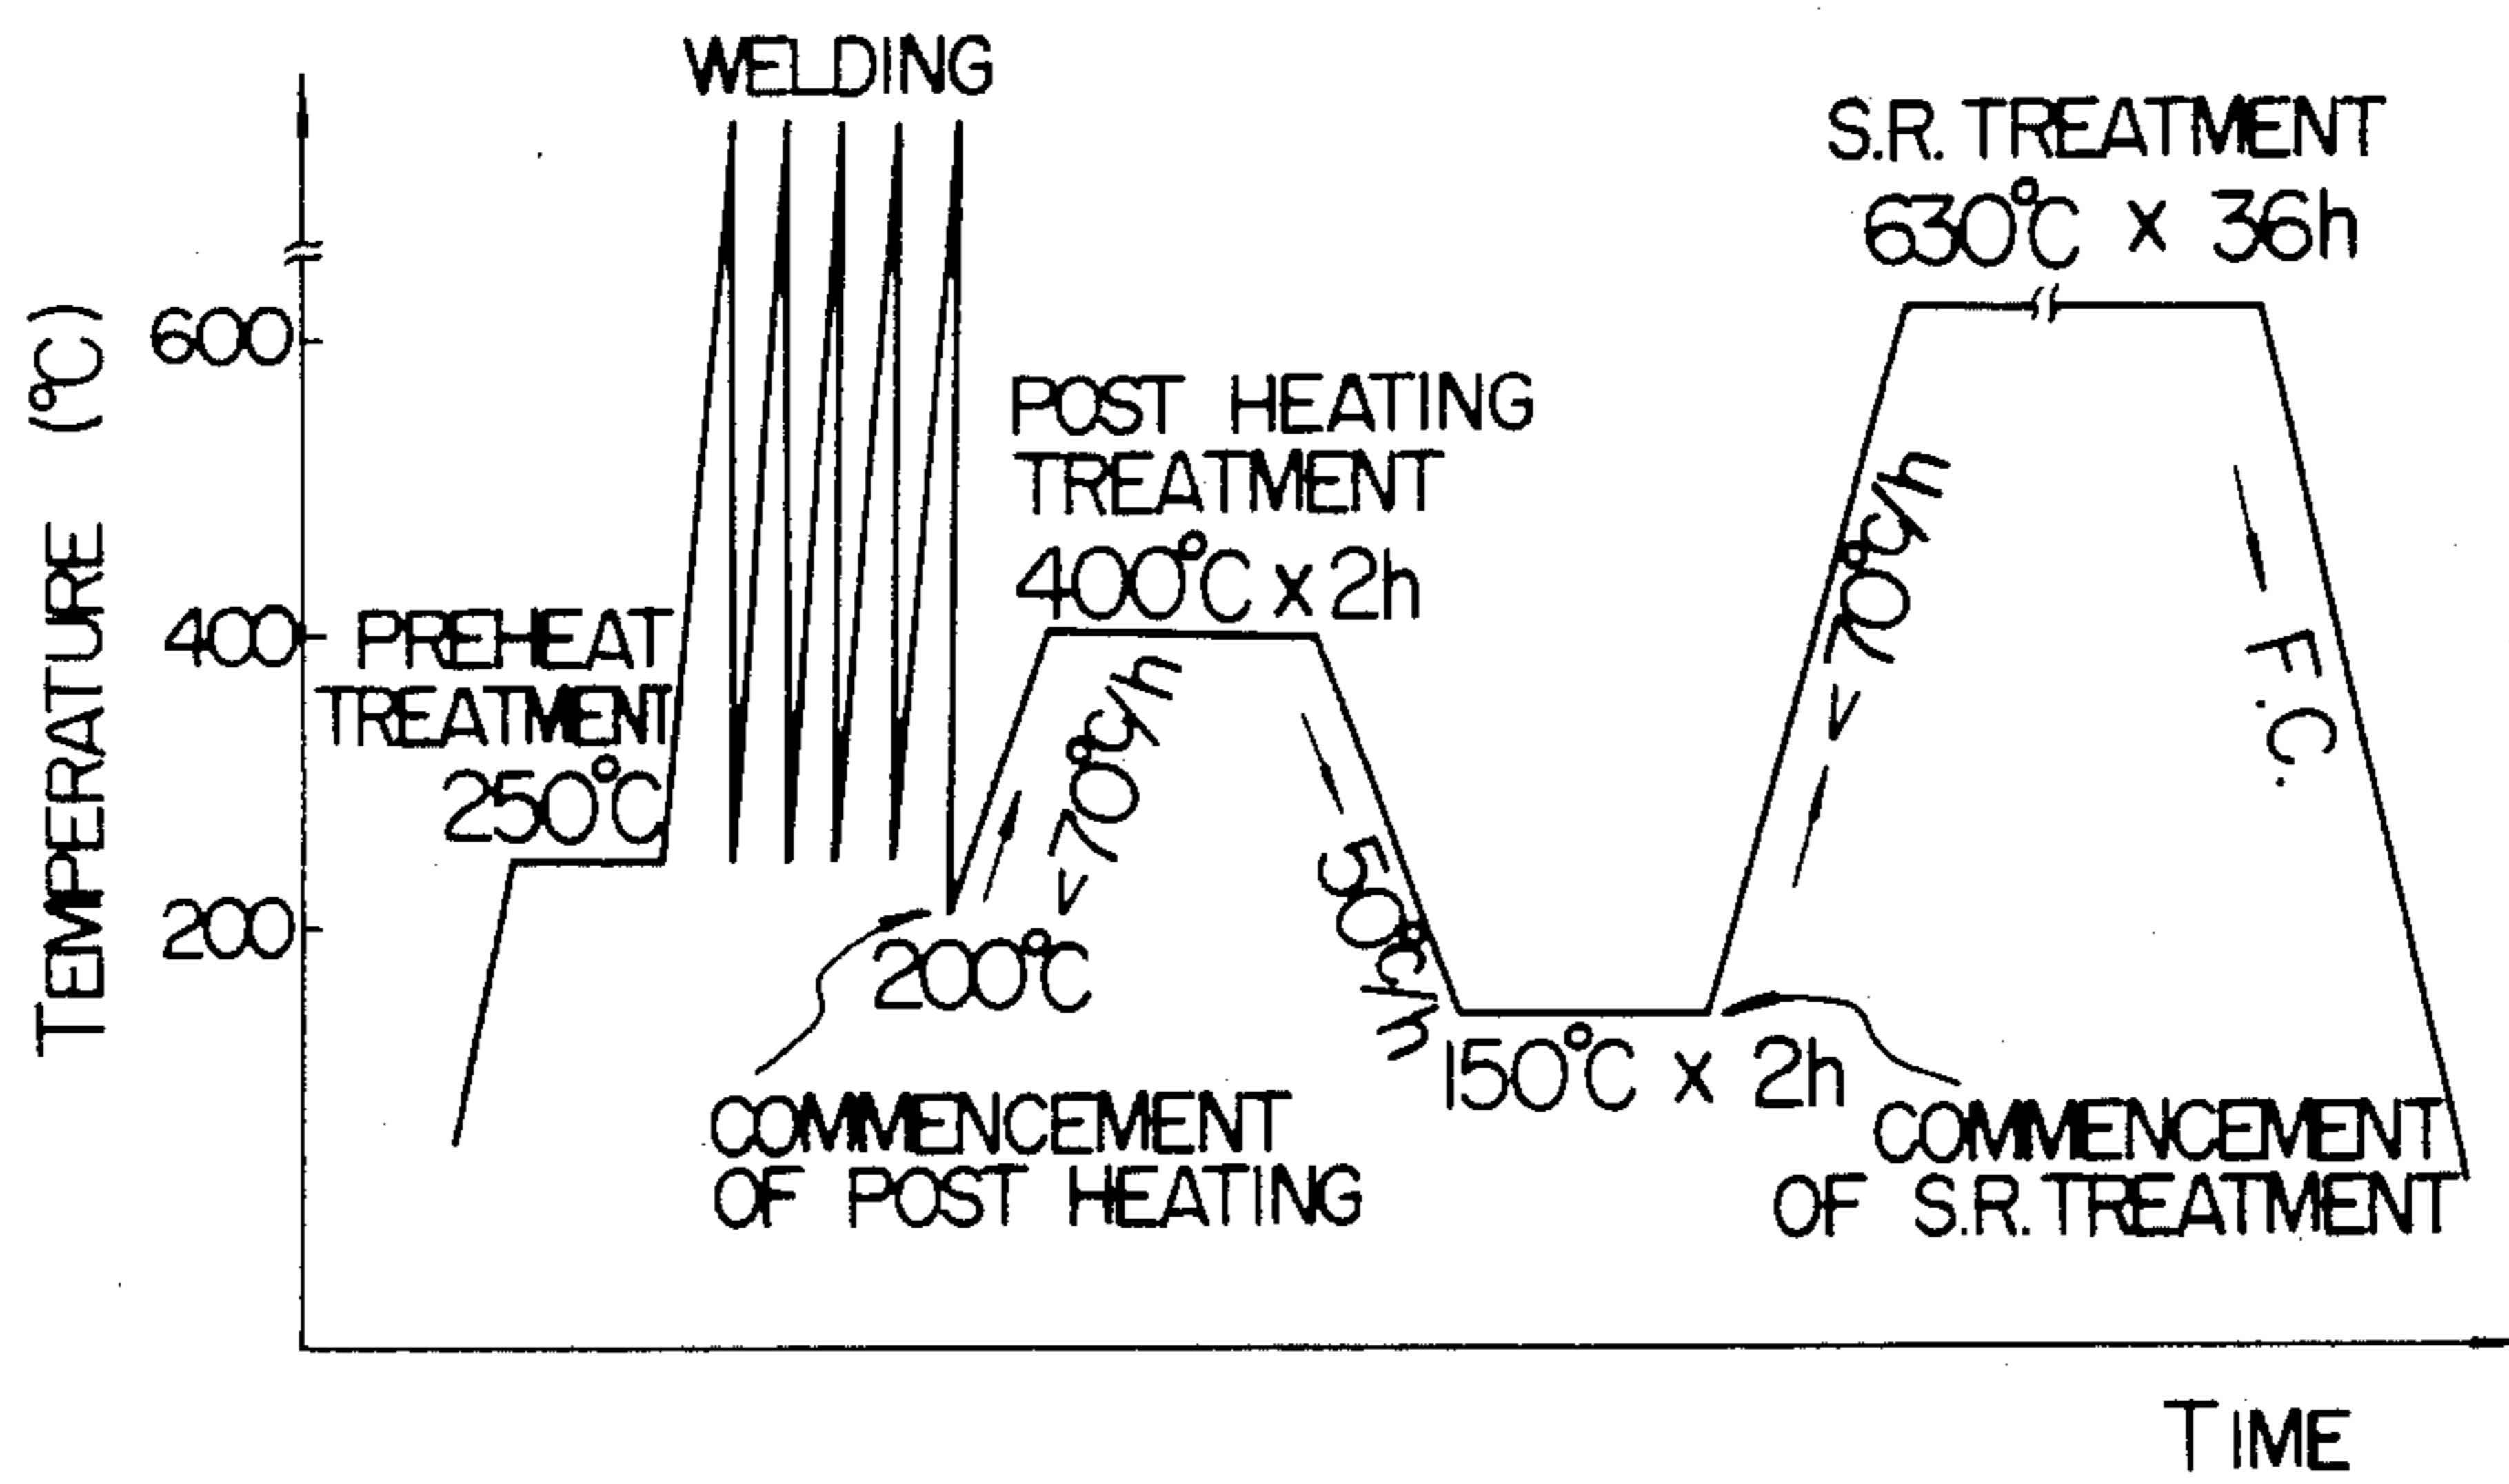 WELDING
S.R. TREATMENT
630°C x 36h
600
POST HEATING
TREATMENT
400°C x 2h
400
PREHEAT
TREATMENT
250°C
200
200°C
<70°C/h
50°C/h
150°C x 2h
<70°C/h
F.C.
COMMENCEMENT
OF POST HEATING
COMMENCEMENT
OF S.R. TREATMENT
TEMPERATURE (°C)
TIME